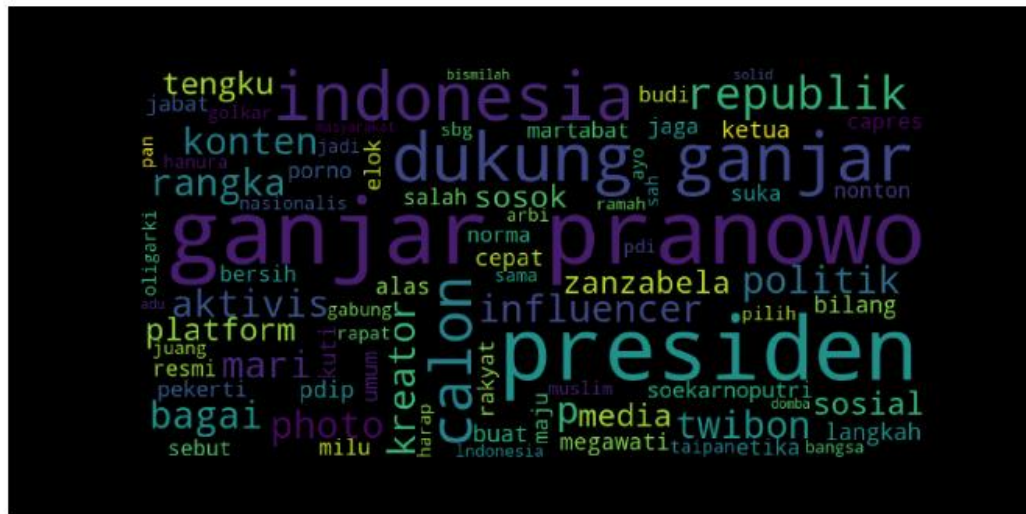 bismilah solid
tengku indonesia budi republik
jabat golkar masyarakat sbg martabat jaga ketua capres
pan hanura konten jadi elok dukung ganjar ayo sah
rangka porno salah sosok ramah suka nonton
nasionalis arbi
oligarki ganjar pranowo norma pdi
bersih cepat sama zanzabela politik
adu aktivis gabung alas calon influencer pilih bilang
platform rapat kreator presiden
juang mari kuti umum rakyat
resmi
pekerti pdip muslim soekarnoputri
bagai photo harap buat maju p media twibon domba sosial
sebut milu Indonesia megawati taipan etika bangsa langkah